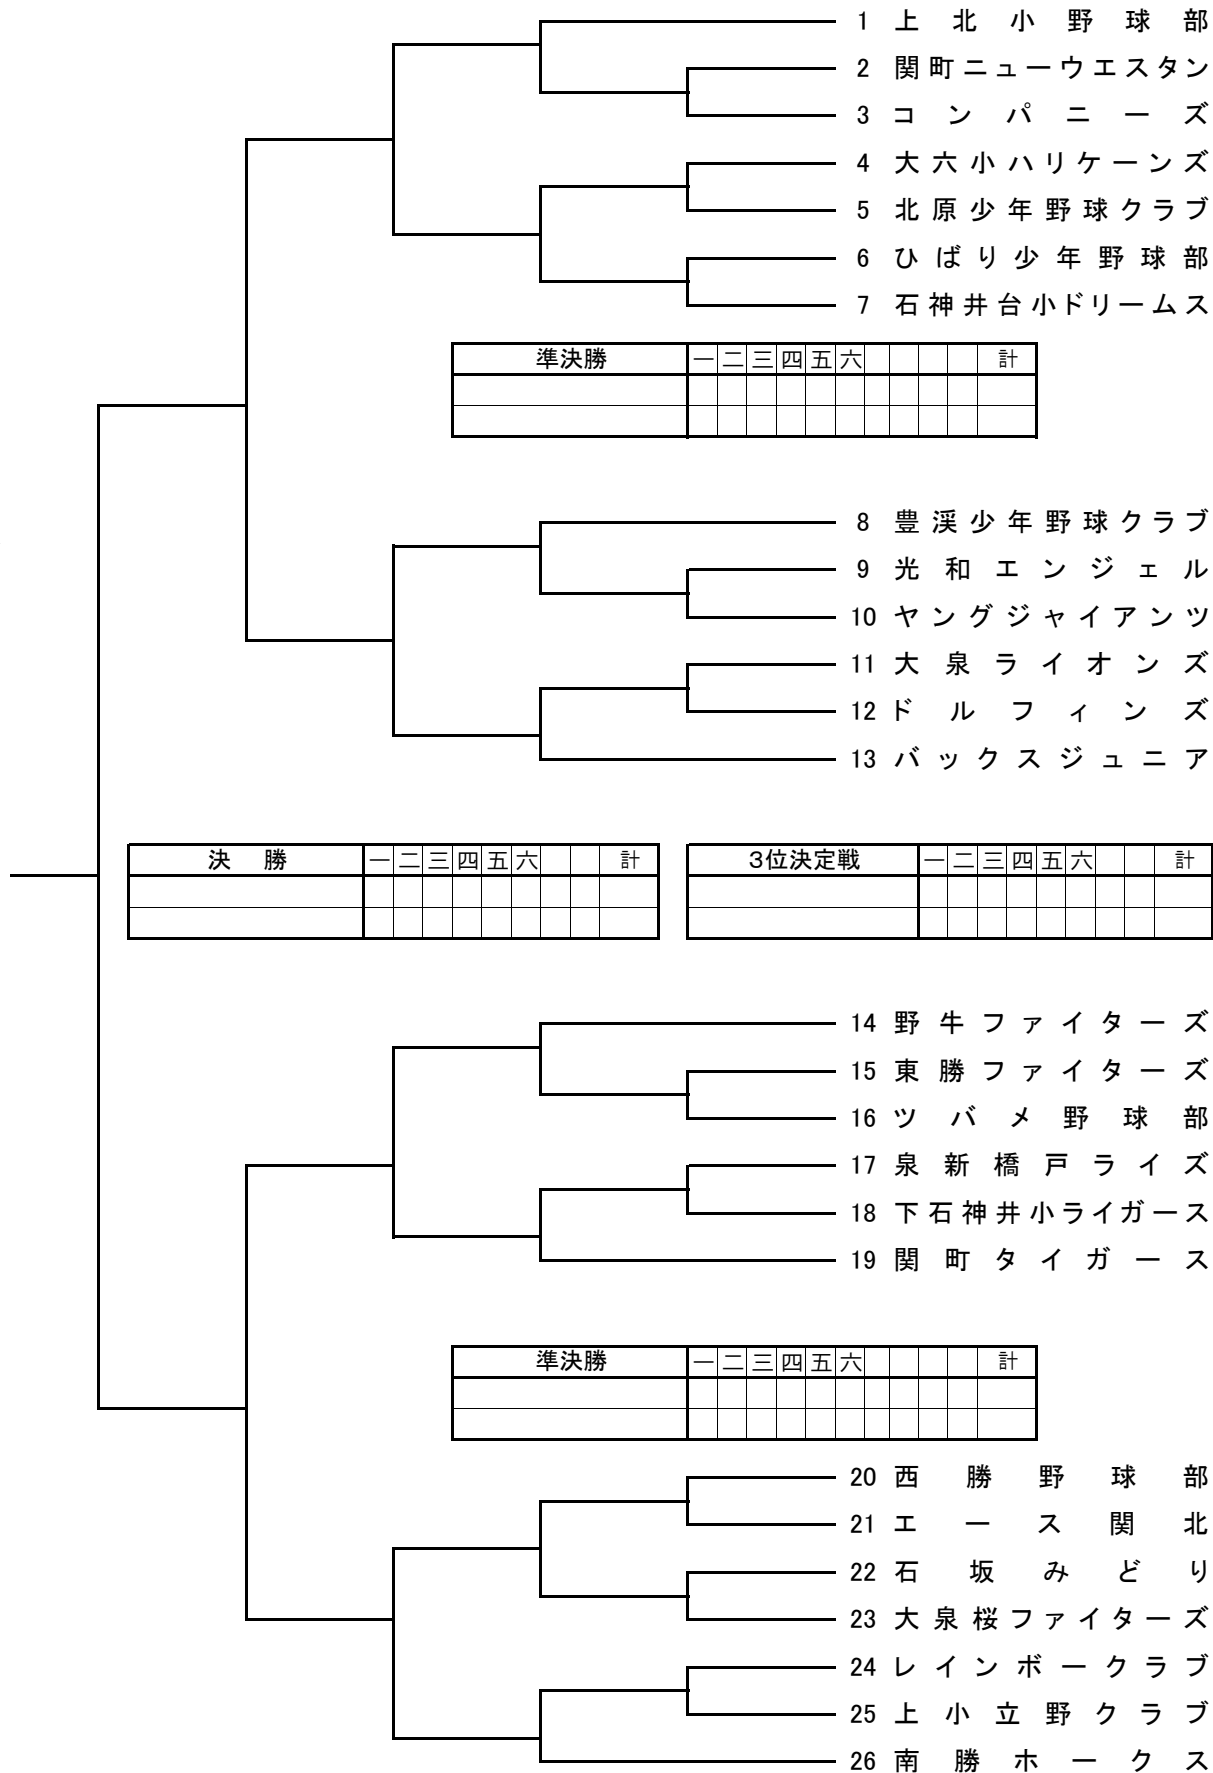 1 上北小野球部
2 関町ニューウエスタン
3 コンパニーズ
4 大六小ハリケーンズ
5 北原少年野球クラブ
6 ひばり少年野球部
7 石神井台小ドリームス
準決勝 一 二 三 四 五 六 計
8 豊渓少年野球クラブ
9 光和エンジェル
10 ヤングジャイアンツ
11 大泉ライオンズ
12 ドルフィンズ
13 バックスジュニア
決勝 一 二 三 四 五 六 計
3位決定戦 一 二 三 四 五 六 計
14 野牛ファイターズ
15 東勝ファイターズ
16 ツバメ野球部
17 泉新橋戸ライズ
18 下石神井小ライガース
19 関町タイガース
準決勝 一 二 三 四 五 六 計
20 西勝野球部
21 エース関北
22 石坂みどり
23 大泉桜ファイターズ
24 レインボークラブ
25 上小立野クラブ
26 南勝ホークス